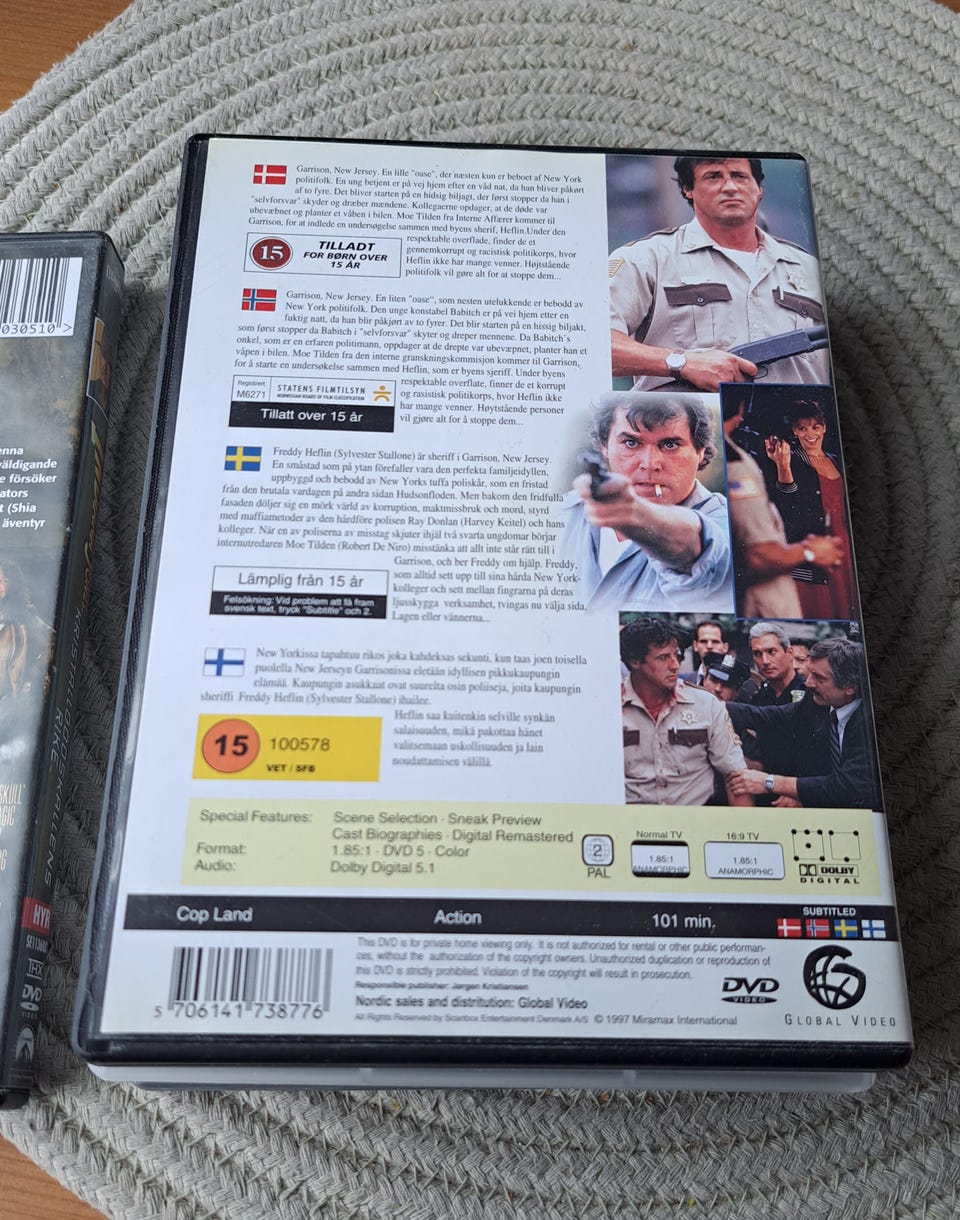 Garrison, New Jersey. En lille "oase", der næsten kun er beboet af New York
politifolk. En ung betjent er på vej hjem efter en våd nat, da han bliver påkørt
af to fyre. Det bliver starten på en hidsig biljagt, der først stopper da han i
"selvforsvar" skyder og dræber mændene. Kollegaerne opdager, at de døde var
ubevæbnet og planter et våben i bilen. Moe Tilden fra Interne Affærer kommer til
Garrison, for at indlede en undersøgelse sammen med byens sherif, Heflin,Under den
respektable overflade, finder de et
gennemkorrupt og racistisk politikorps, hvor
Heflin ikke har mange venner. Højtstående
politifolk vil gøre alt for at stoppe dem...
15
TILLADT
FOR BØRN OVER
15 ÅR
Garrison, New Jersey. En liten "oase", som nesten utelukkende er bebodd av
New York politifolk. Den unge konstabel Babitch er på vei hjem etter en
fuktig natt, da han blir påkjørt av to fyrer. Det blir starten på en hissig biljakt,
som først stopper da Babitch i "selvforsvar" skyter og dreper mennene. Da Babitch's
onkel, som er en erfaren politimann, oppdager at de drepte var ubevæpnet, planter han et
våpen i bilen. Moe Tilden fra den interne granskningskommisjon kommer til Garrison,
for å starte en undersøkelse sammen med Heflin, som er byens sjeriff. Under byens
respektable overflate, finner de et korrupt
og rasistisk politikorps, hvor Heflin ikke
har mange venner. Høytstående personer
vil gjøre alt for å stoppe dem...
Registrert
M6271
STATENS FILMTILSYN
NORWEGIAN BOARD OF FILM CLASSIFICATION
Tillatt over 15 år
Freddy Heflin (Sylvester Stallone) är sheriff i Garrison, New Jersey.
En småstad som på ytan förefaller vara den perfekta familjeidyllen,
uppbyggd och bebodd av New Yorks tuffa poliskår, som en fristad
från den brutala vardagen på andra sidan Hudsonfloden. Men bakom den fridfulla
fasaden döljer sig en mörk värld av korruption, maktmissbruk och mord, styrd
med maffiametoder av den hårdföre polisen Ray Donlan (Harvey Keitel) och hans
kolleger. När en av poliserna av misstag skjuter ihjäl två svarta ungdomar börjar
internutredaren Moe Tilden (Robert De Niro) misstänka att allt inte står rätt till i
Garrison, och ber Freddy om hjälp. Freddy,
som alltid sett upp till sina hårda New York-
kolleger och sett mellan fingrarna på deras
ljusskygga verksamhet, tvingas nu välja sida.
Lagen eller vännerna...
Lämplig från 15 år
Felsökning: Vid problem att få fram
svensk text, tryck "Subtitle" och 2.
New Yorkissa tapahtuu rikos joka kahdeksas sekunti, kun taas joen toisella
puolella New Jerseyn Garrisonissa eletään idyllisen pikkukaupungin
elämää. Kaupungin asukkaat ovat suurelta osin poliiseja, joita kaupungin
sheriffi Freddy Heflin (Sylvester Stallone) ihailee.
Heflin saa kuitenkin selville synkän
salaisuuden, mikä pakottaa hänet
valitsemaan uskollisuuden ja lain
noudattamisen välillä.
15
100578
VET / SFB
Special Features: Scene Selection · Sneak Preview
Cast Biographies · Digital Remastered
Format: 1.85:1 · DVD 5 · Color
Audio: Dolby Digital 5.1
2
PAL
Normal TV
1.85:1
ANAMORPHIC
16:9 TV
1.85:1
ANAMORPHIC
DOLBY
DIGITAL
Cop Land Action 101 min.
SUBTITLED
This DVD is for private home viewing only. It is not authorized for rental or other public performan-
ces, without the authorization of the copyright owners. Unauthorized duplication or reproduction of
this DVD is strictly prohibited. Violation of the copyright will result in prosecution.
Responsible publisher: Jørgen Kristiansen
Nordic sales and distribution: Global Video
All Rights Reserved by Scanbox Entertainment Denmark A/S © 1997 Miramax International
5 706141 738776
DVD
VIDEO
GLOBAL VIDEO
030510>
enna
väldigande
e försöker
ators
t (Shia
äventyr
SKULL
GIC
HYR
THX
DVD
VIDEO